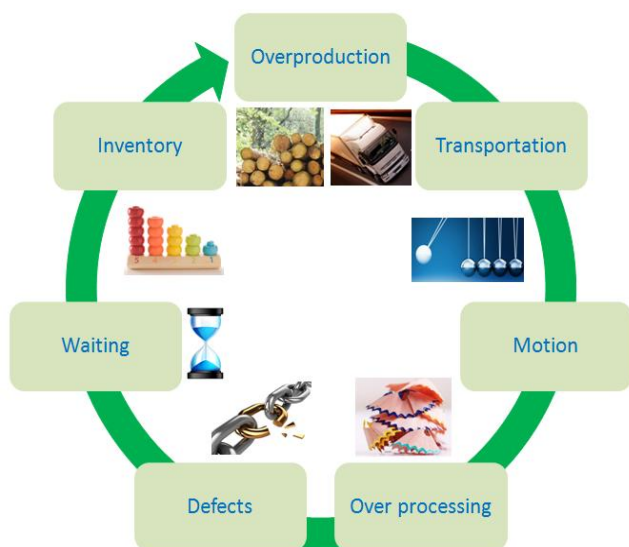 Overproduction
Transportation
Motion
Over processing
Defects
Waiting
Inventory